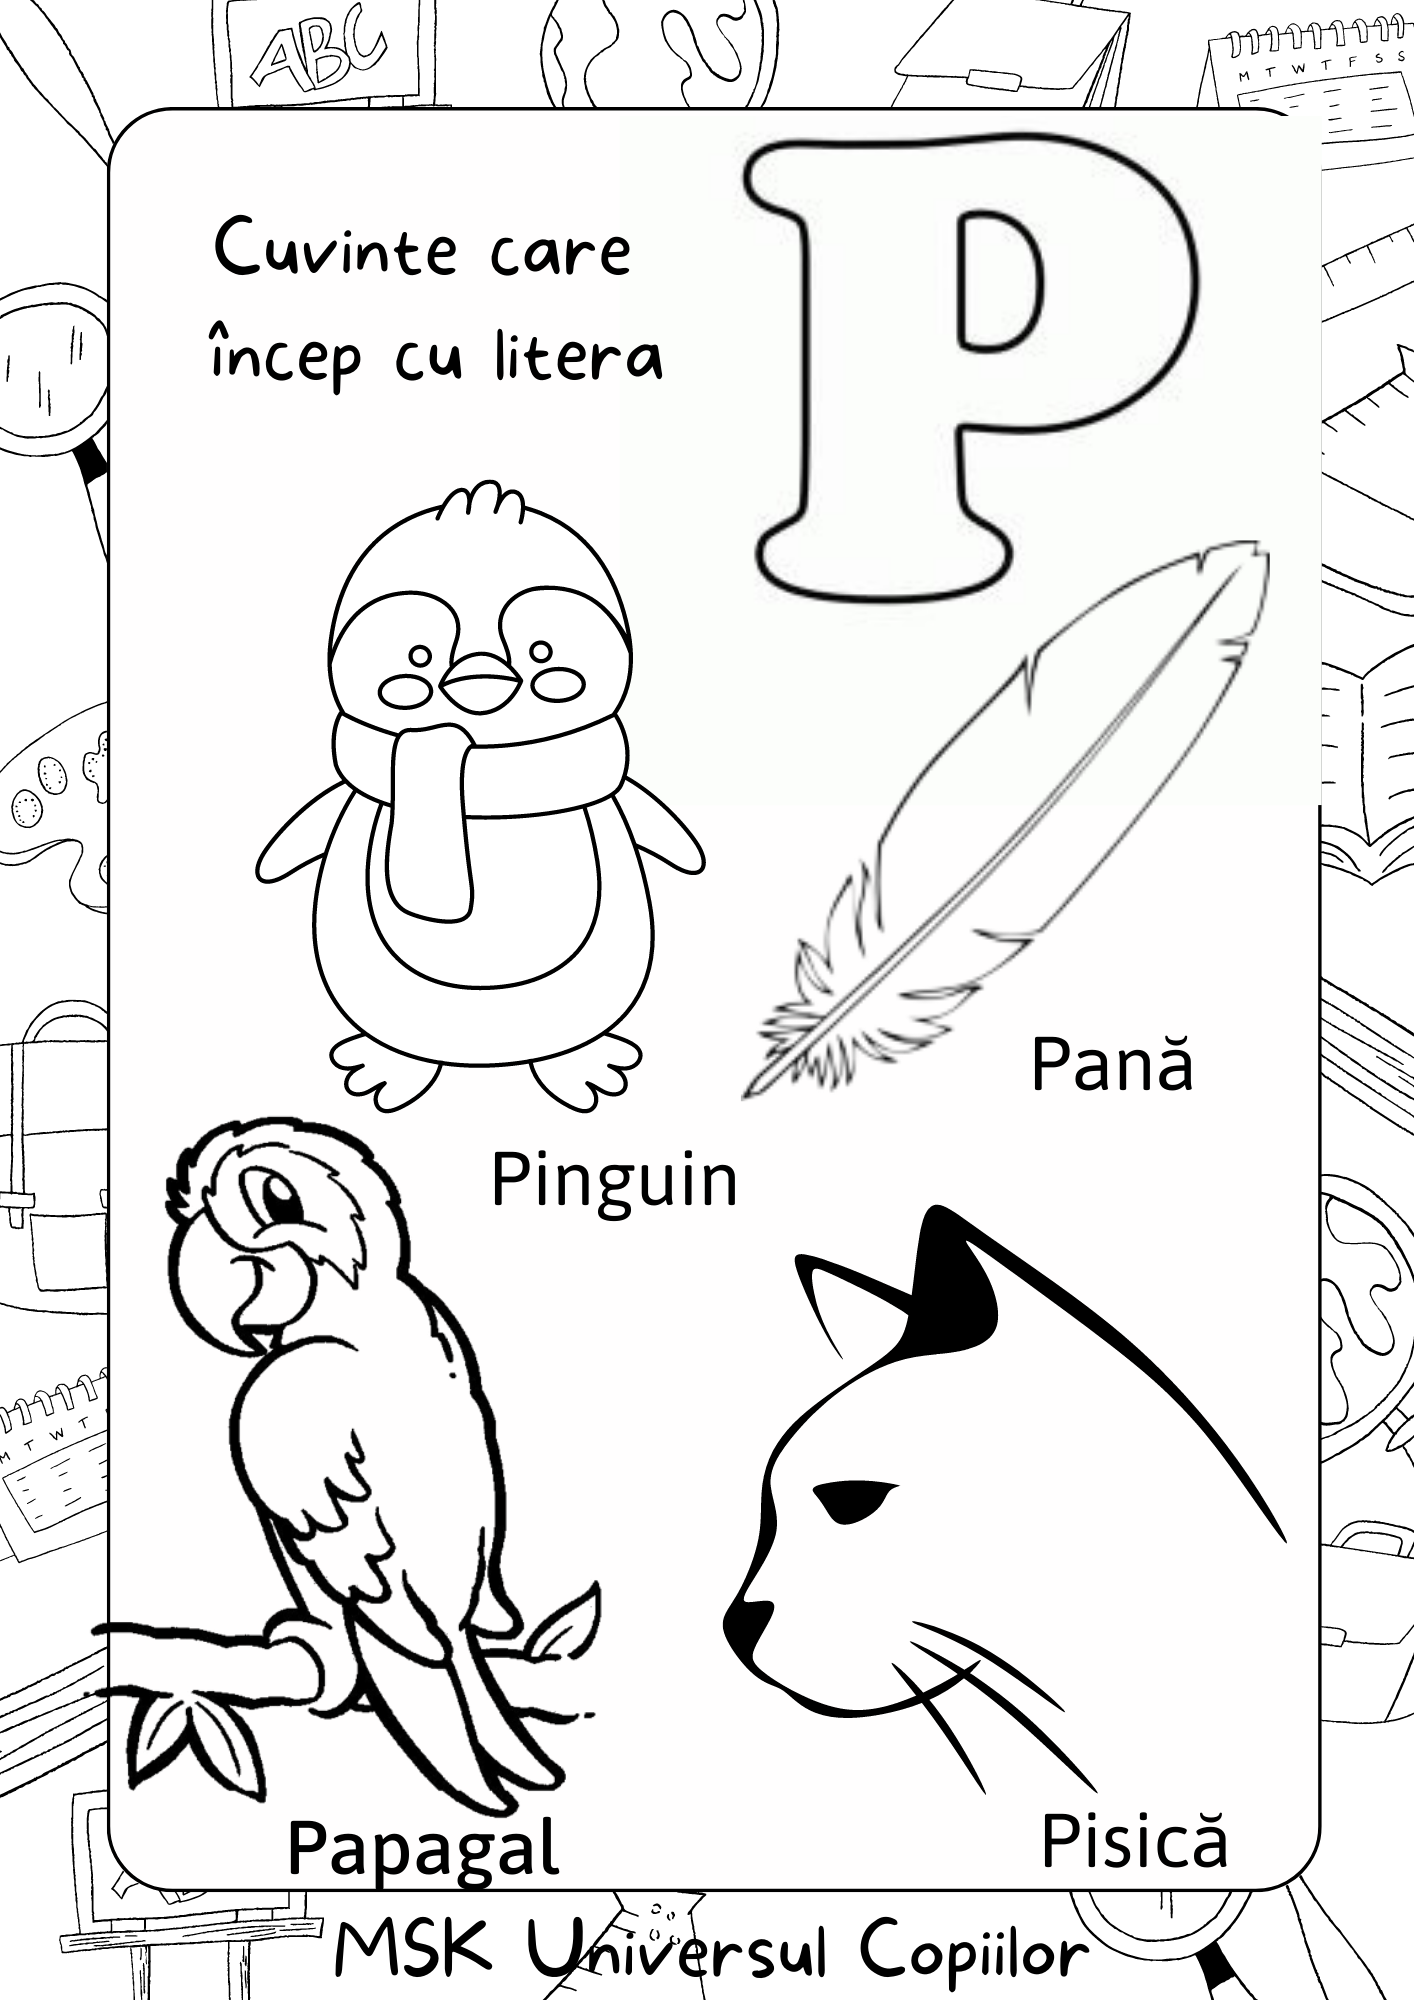 ABC
M T W T F S S
Cuvinte care
încep cu litera
P
Pană
Pinguin
M T W T
Papagal
Pisică
MSK Universul Copiilor